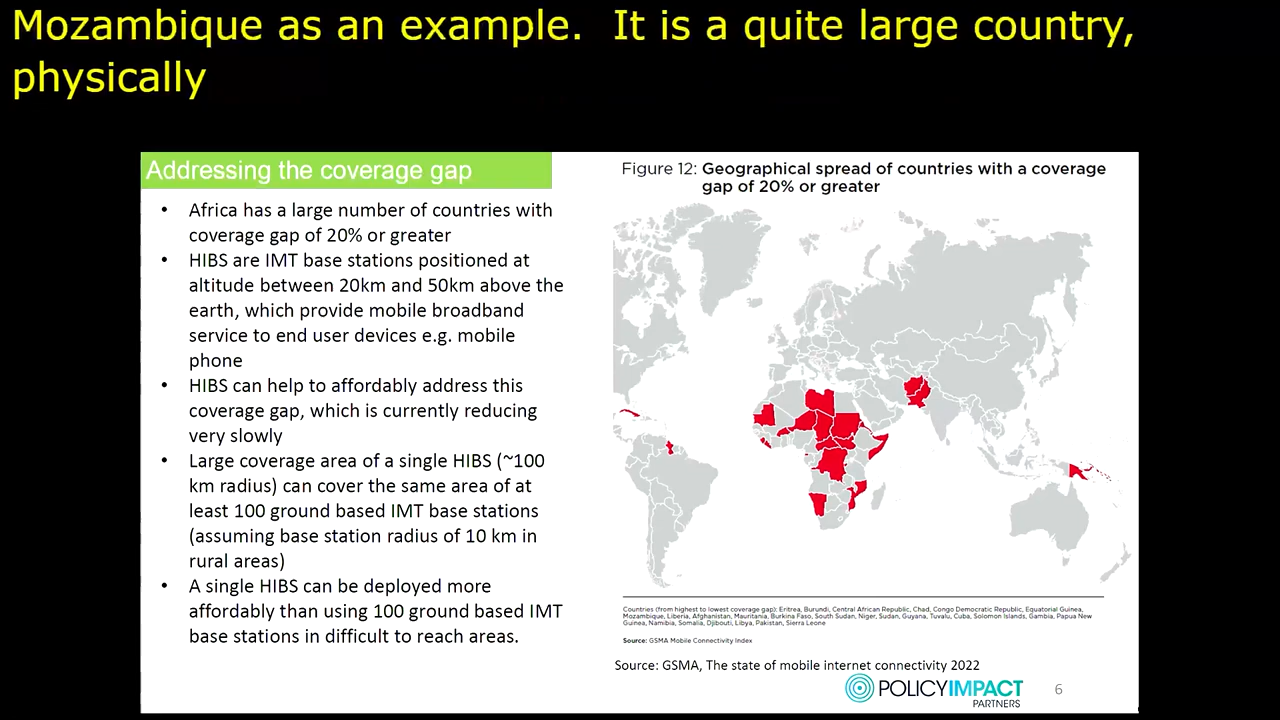 Mozambique as an example.  It is a quite large country,
physically
Addressing the coverage gap
• Africa has a large number of countries with
coverage gap of 20% or greater
• HIBS are IMT base stations positioned at
altitude between 20km and 50km above the
earth, which provide mobile broadband
service to end user devices e.g. mobile
phone
• HIBS can help to affordably address this
coverage gap, which is currently reducing
very slowly
• Large coverage area of a single HIBS (~100
km radius) can cover the same area of at
least 100 ground based IMT base stations
(assuming base station radius of 10 km in
rural areas)
• A single HIBS can be deployed more
affordably than using 100 ground based IMT
base stations in difficult to reach areas.
Figure 12: Geographical spread of countries with a coverage
gap of 20% or greater
Countries (from highest to lowest coverage gap): Eritrea, Burundi, Central African Republic, Chad, Congo Democratic Republic, Equatorial Guinea,
Mozambique, Liberia, Afghanistan, Mauritania, Burkina Faso, South Sudan, Niger, Sudan, Guyana, Tuvalu, Cuba, Solomon Islands, Gambia, Papua New
Guinea, Namibia, Somalia, Djibouti, Libya, Pakistan, Sierra Leone
Source: GSMA Mobile Connectivity Index
Source: GSMA, The state of mobile internet connectivity 2022
POLICYIMPACT
PARTNERS
6